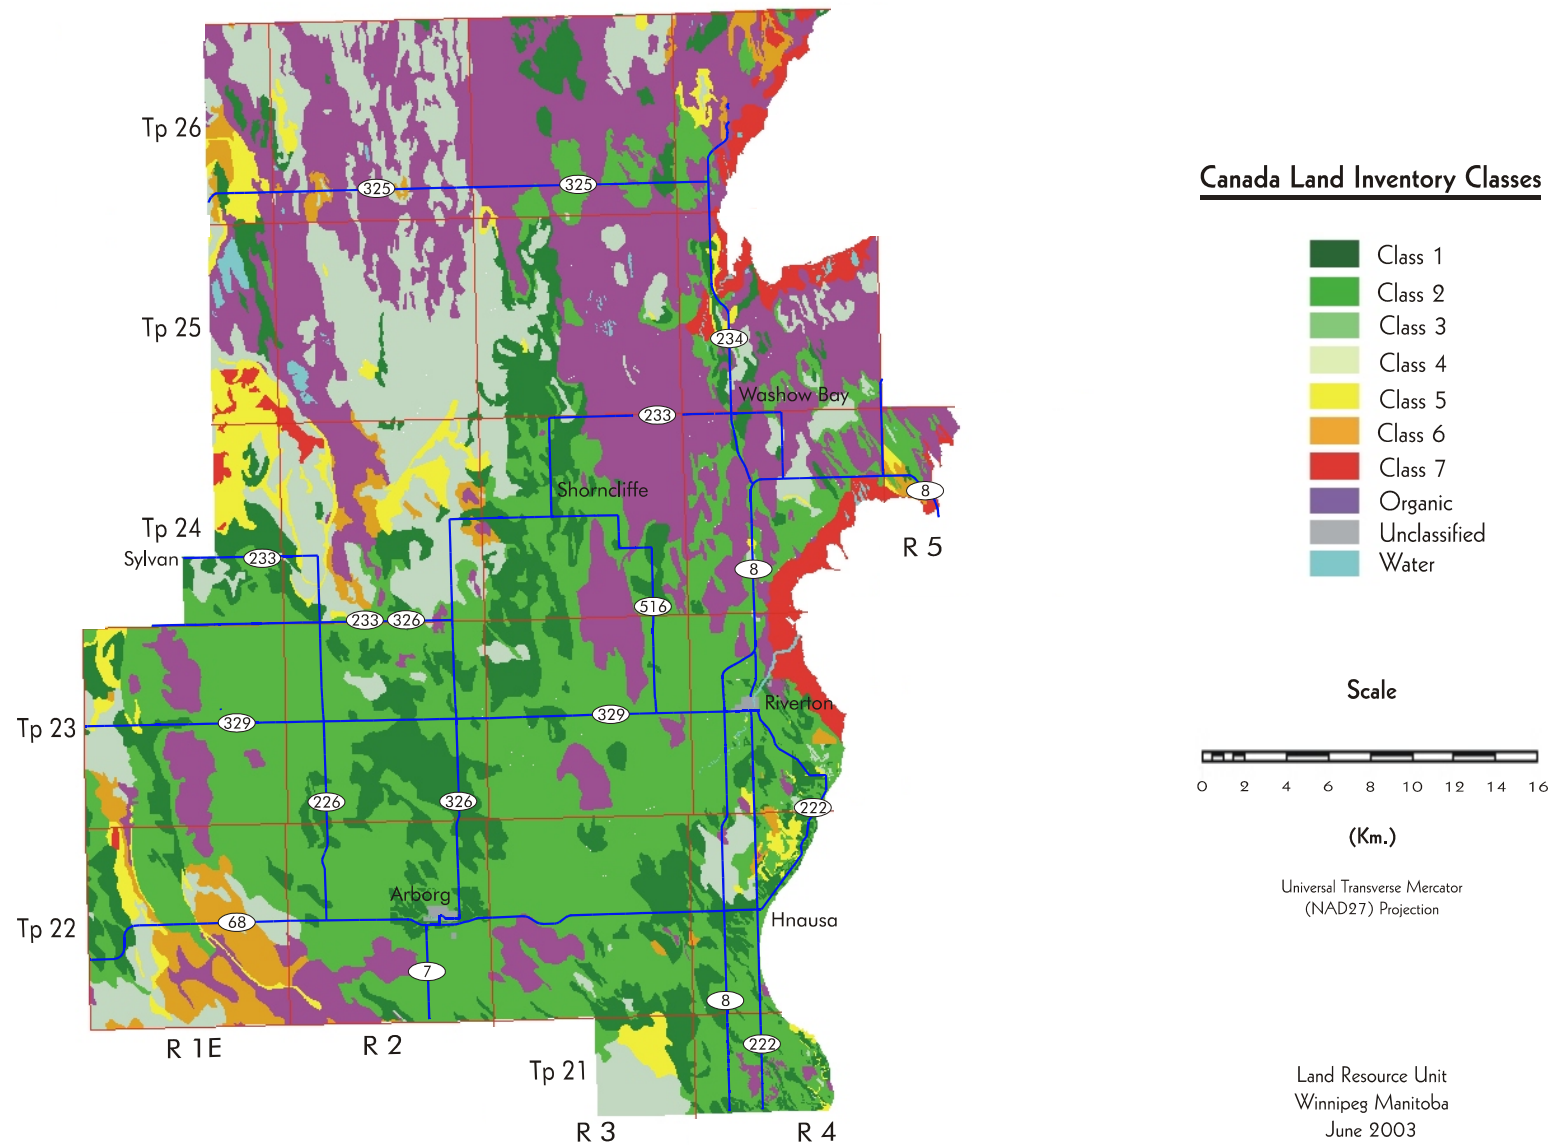 Tp 26
325
325
Canada Land Inventory Classes
Class 1
Class 2
Class 3
Class 4
Class 5
Class 6
Class 7
Organic
Unclassified
Water
Tp 25
234
Washow Bay
233
Shorncliffe
8
Tp 24
Sylvan
233
R 5
8
516
233
326
Scale
Riverton
329
329
Tp 23
0 2 4 6 8 10 12 14 16
226
326
222
(Km.)
Arborg
Universal Transverse Mercator
(NAD27) Projection
68
Hnausa
Tp 22
7
8
222
R 1E
R 2
Tp 21
Land Resource Unit
Winnipeg Manitoba
June 2003
R 3
R 4